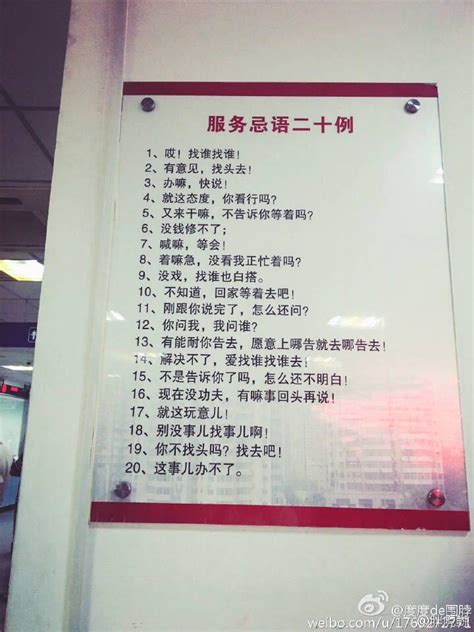 服务忌语二十例
1、哎！找谁找谁！
2、有意见，找头去！
3、办嘛，快说！
4、就这态度，你看行吗？
5、又来干嘛，不告诉你等着吗？
6、没钱修不了；
7、喊嘛，等会！
8、着嘛急，没看我正忙着吗？
9、没戏，找谁也白搭。
10、不知道，回家等着去吧！
11、刚跟你说完了，怎么还问？
12、你问我，我问谁？
13、有能耐你告去，愿意上哪告就去哪告去！
14、解决不了，爱找谁找谁去！
15、不是告诉你了吗，怎么还不明白！
16、现在没功夫，有嘛事回头再说！
17、就这玩意儿！
18、别没事儿找事儿啊！
19、你不找头吗？找去吧！
20、这事儿办不了。
@度度de围脖